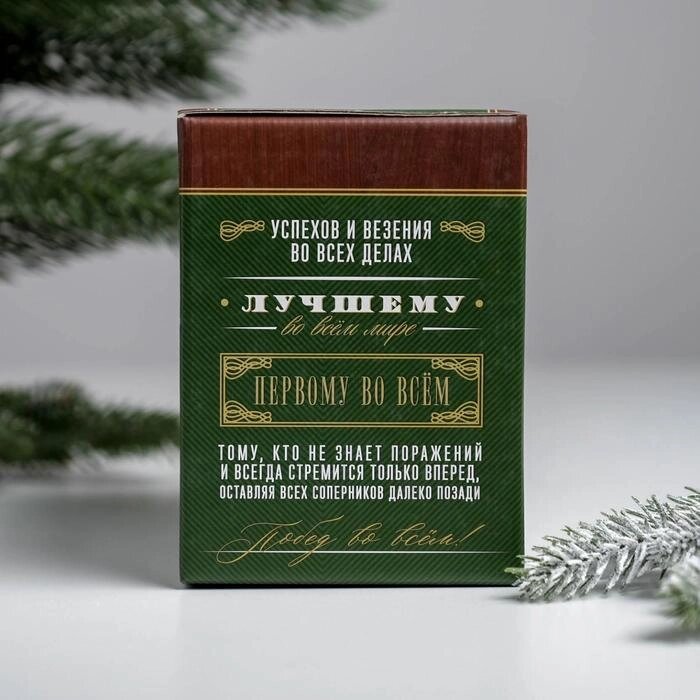 УСПЕХОВ И ВЕЗЕНИЯ
ВО ВСЕХ ДЕЛАХ
ЛУЧШЕМУ
во всём мире
ПЕРВОМУ ВО ВСЁМ
ТОМУ, КТО НЕ ЗНАЕТ ПОРАЖЕНИЙ
И ВСЕГДА СТРЕМИТСЯ ТОЛЬКО ВПЕРЕД,
ОСТАВЛЯЯ ВСЕХ СОПЕРНИКОВ ДАЛЕКО ПОЗАДИ
Побед во всём!